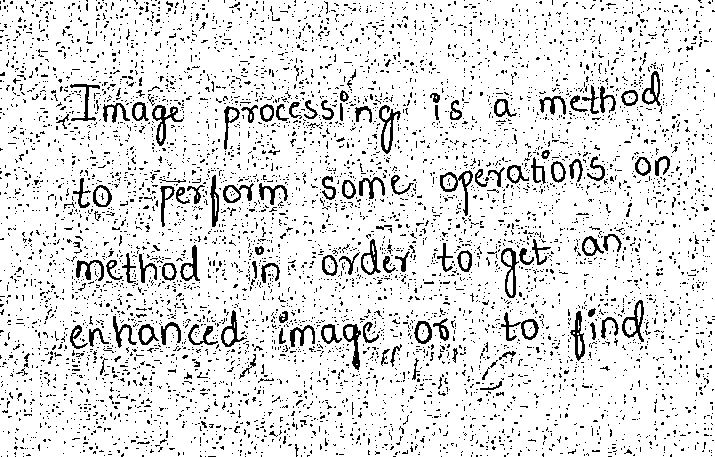 Image processing is a method
to perform some operations on
method in order to get an
enhanced image or to find